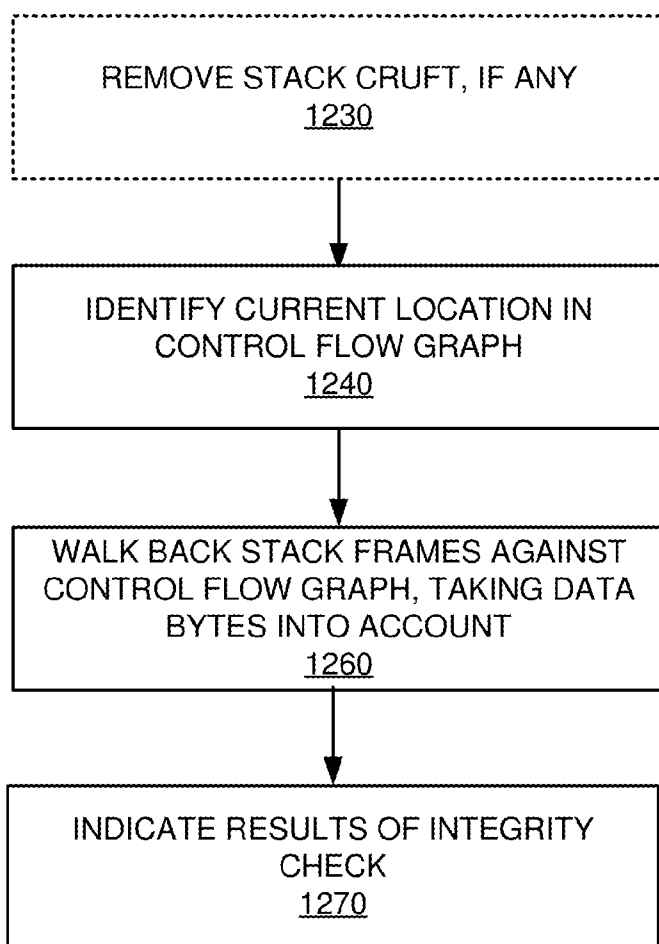 REMOVE STACK CRUFT, IF ANY
1230
IDENTIFY CURRENT LOCATION IN
CONTROL FLOW GRAPH
1240
WALK BACK STACK FRAMES AGAINST
CONTROL FLOW GRAPH, TAKING DATA
BYTES INTO ACCOUNT
1260
INDICATE RESULTS OF INTEGRITY
CHECK
1270